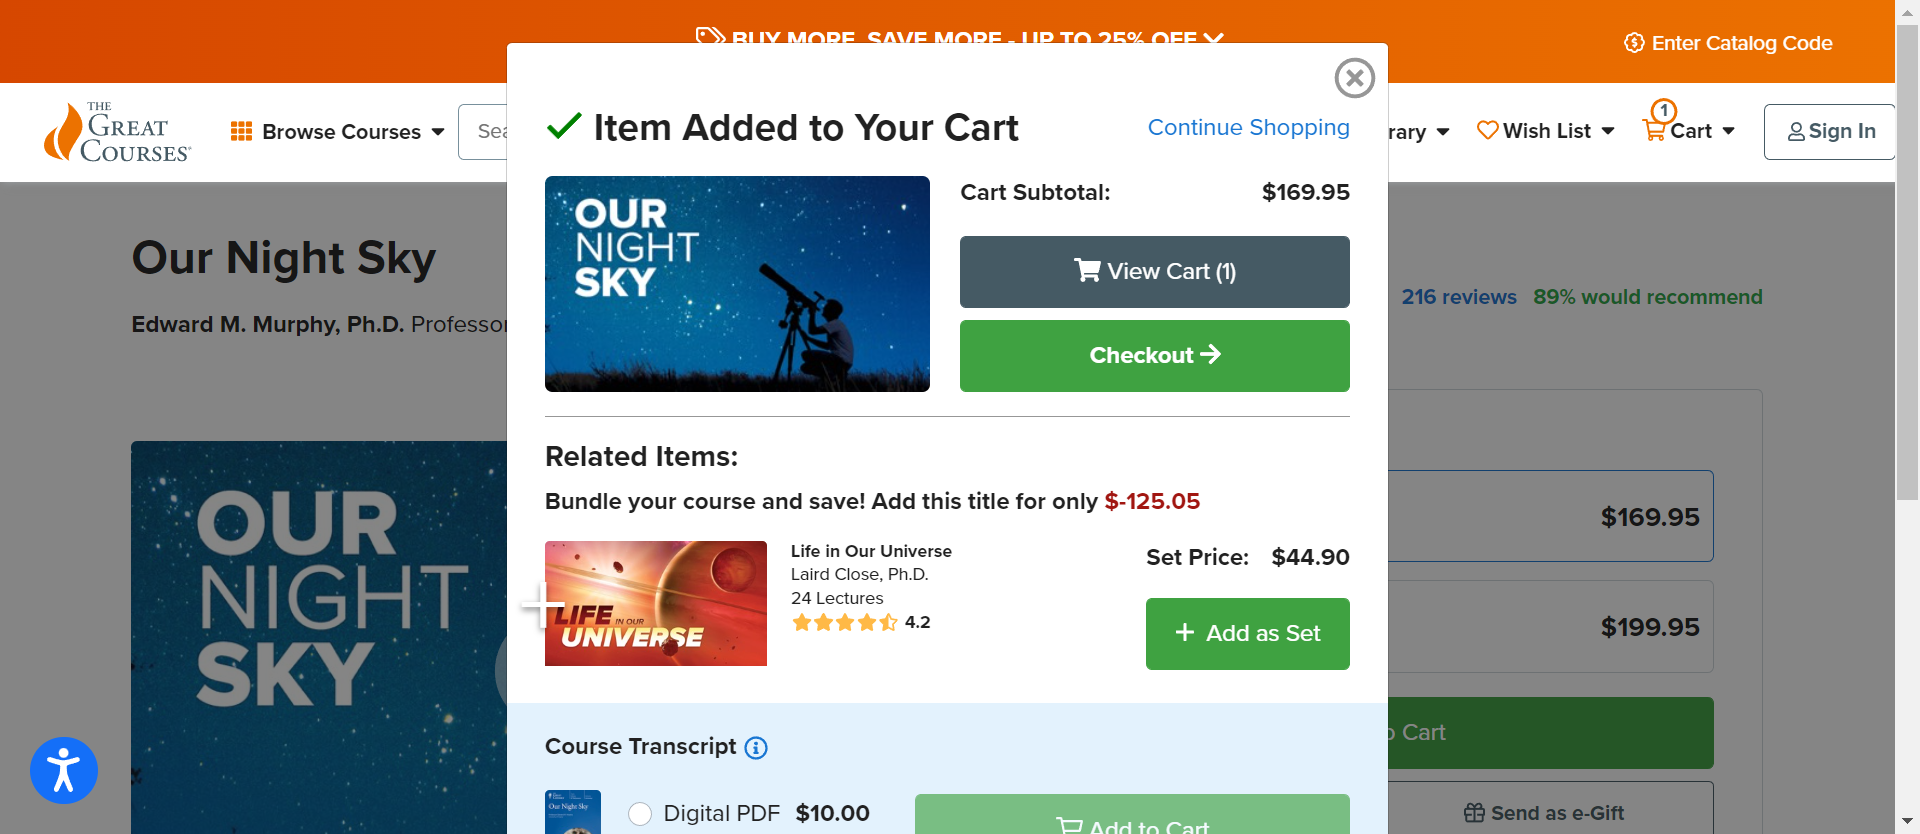 BUY MORE, SAVE MORE - UP TO 25% OFF
Enter Catalog Code
THE
GREAT
COURSES
Browse Courses
Sea
rary
Wish List
1
Cart
Sign In
Item Added to Your Cart
Continue Shopping
OUR
NIGHT
SKY
Cart Subtotal:
$169.95
View Cart (1)
Checkout
Our Night Sky
Edward M. Murphy, Ph.D. Professor
216 reviews
89% would recommend
Related Items:
Bundle your course and save! Add this title for only $-125.05
LIFE
IN OUR
UNIVERSE
Life in Our Universe
Laird Close, Ph.D.
24 Lectures
4.2
Set Price: $44.90
+ Add as Set
OUR
NIGHT
SKY
$169.95
$199.95
Cart
Send as e-Gift
Course Transcript
Our Night Sky
Digital PDF $10.00
Add to Cart